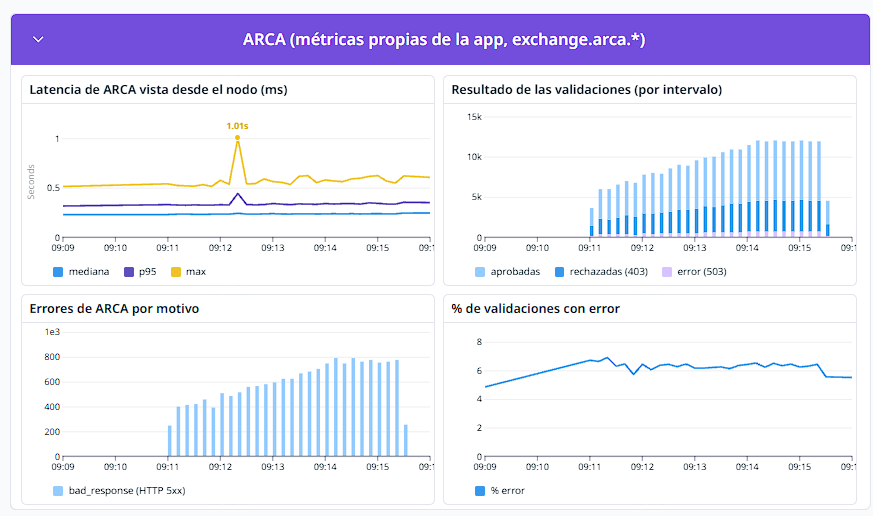 ARCA (métricas propias de la app, exchange.arca.*)
Latencia de ARCA vista desde el nodo (ms)
1.01s
Seconds
1
0.5
0
09:09 09:10 09:11 09:12 09:13 09:14 09:15
mediana p95 max
Resultado de las validaciones (por intervalo)
15k
10k
5k
0
09:09 09:10 09:11 09:12 09:13 09:14 09:15 09:1
aprobadas rechazadas (403) error (503)
Errores de ARCA por motivo
1e3
800
600
400
200
0
09:09 09:10 09:11 09:12 09:13 09:14 09:15 09:1
bad_response (HTTP 5xx)
% de validaciones con error
8
6
4
2
0
09:09 09:10 09:11 09:12 09:13 09:14 09:15 09:1
% error